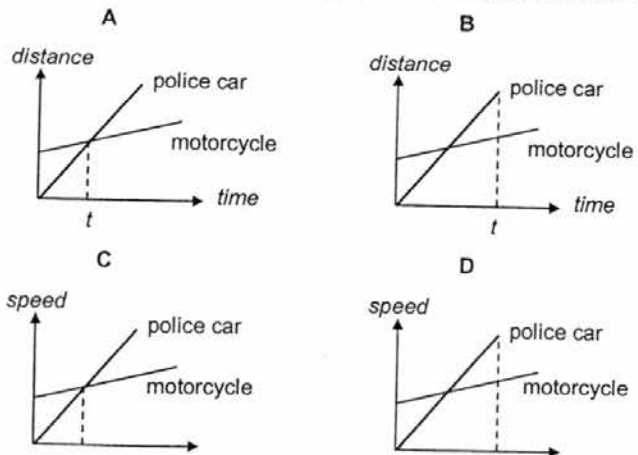 A
distance
police car
motorcycle
time
t
B
distance
police car
motorcycle
time
t
C
speed
police car
motorcycle
D
speed
police car
motorcycle